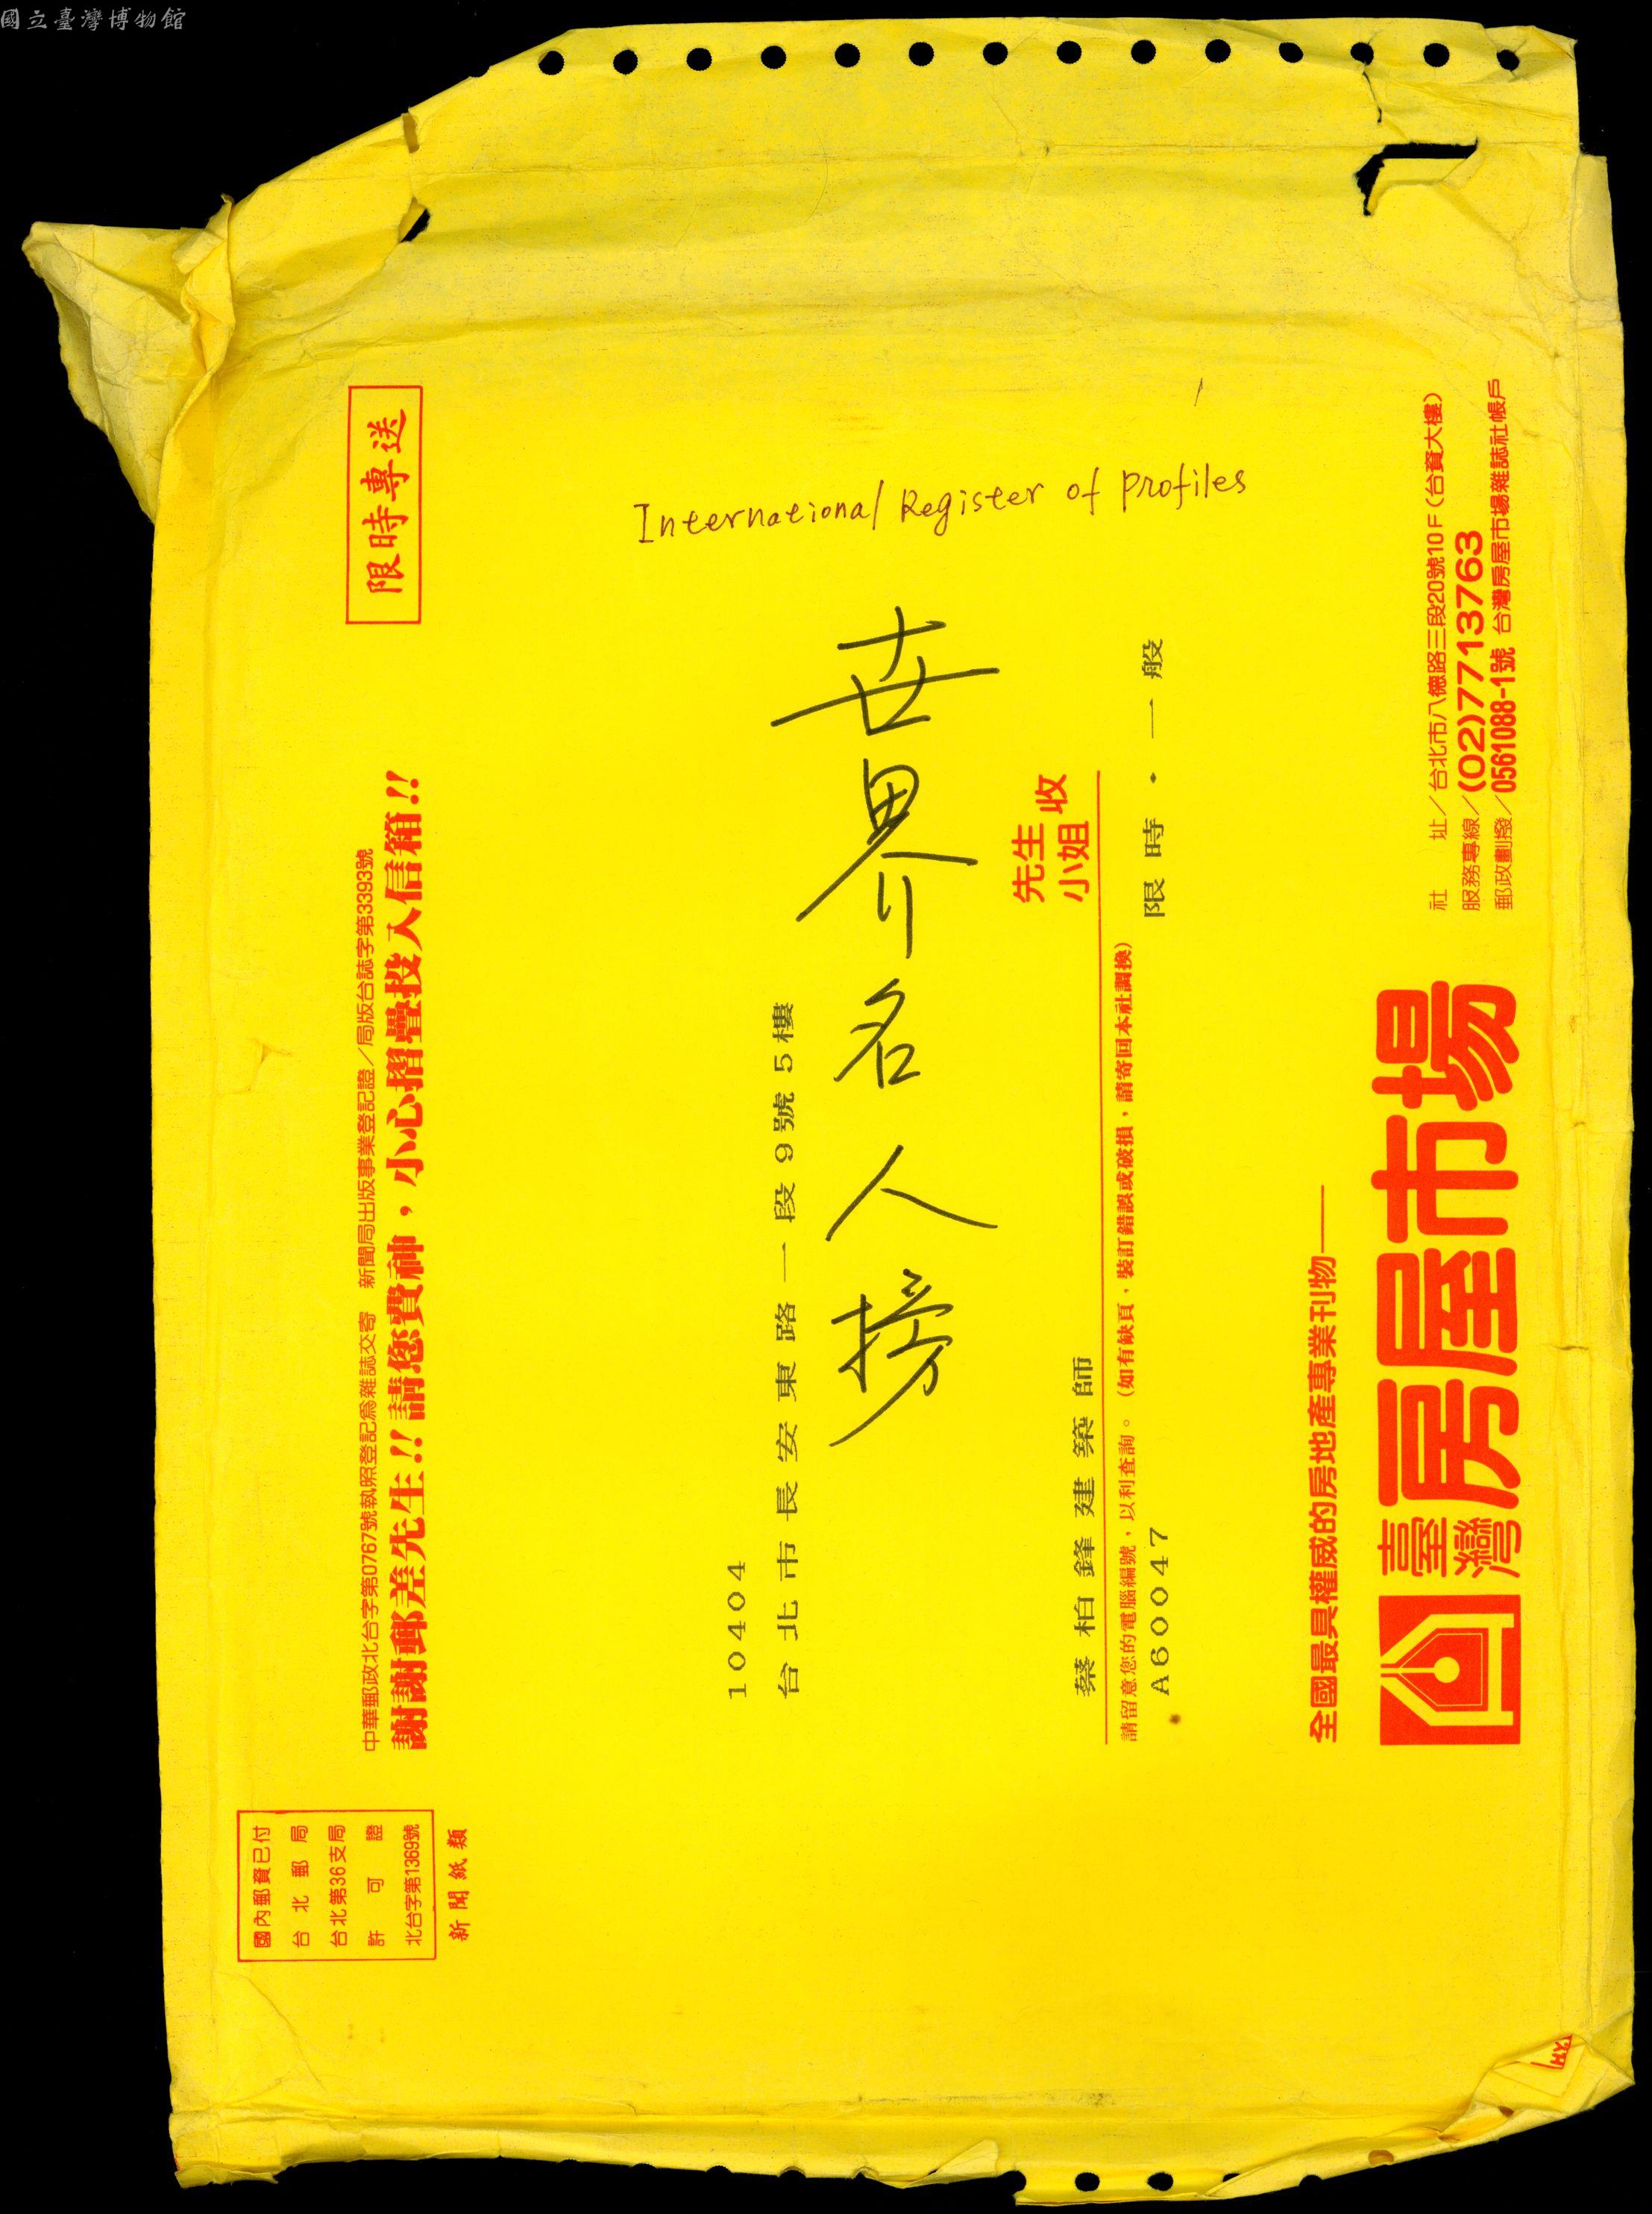 國立臺灣博物館
國內郵資已付
台北郵局
台北第36支局
許可證
北台字第1369號
新聞紙類
中華郵政北台字第0767號執照登記為雜誌交寄 新聞局出版事業登記證／局版台誌字第3393號
謝謝郵差先生!! 請您費神，小心摺疊投入信箱!!
限時專送
International Register of Profiles
10404
台北市長安東路一段9號5樓
世界名人榜
蔡柏鋒建築師
先生
小姐
收
請留意您的電腦編號，以利查詢。（如有缺頁、裝訂錯誤或破損，請寄回本社調換）
A60047
限時・一般
全國最具權威的房地產專業刊物——
臺灣房屋市場
社 址／台北市八德路三段20號10F（台資大樓）
服務專線／(02)7713763
郵政劃撥／0561088-1號 台灣房屋市場雜誌社帳戶